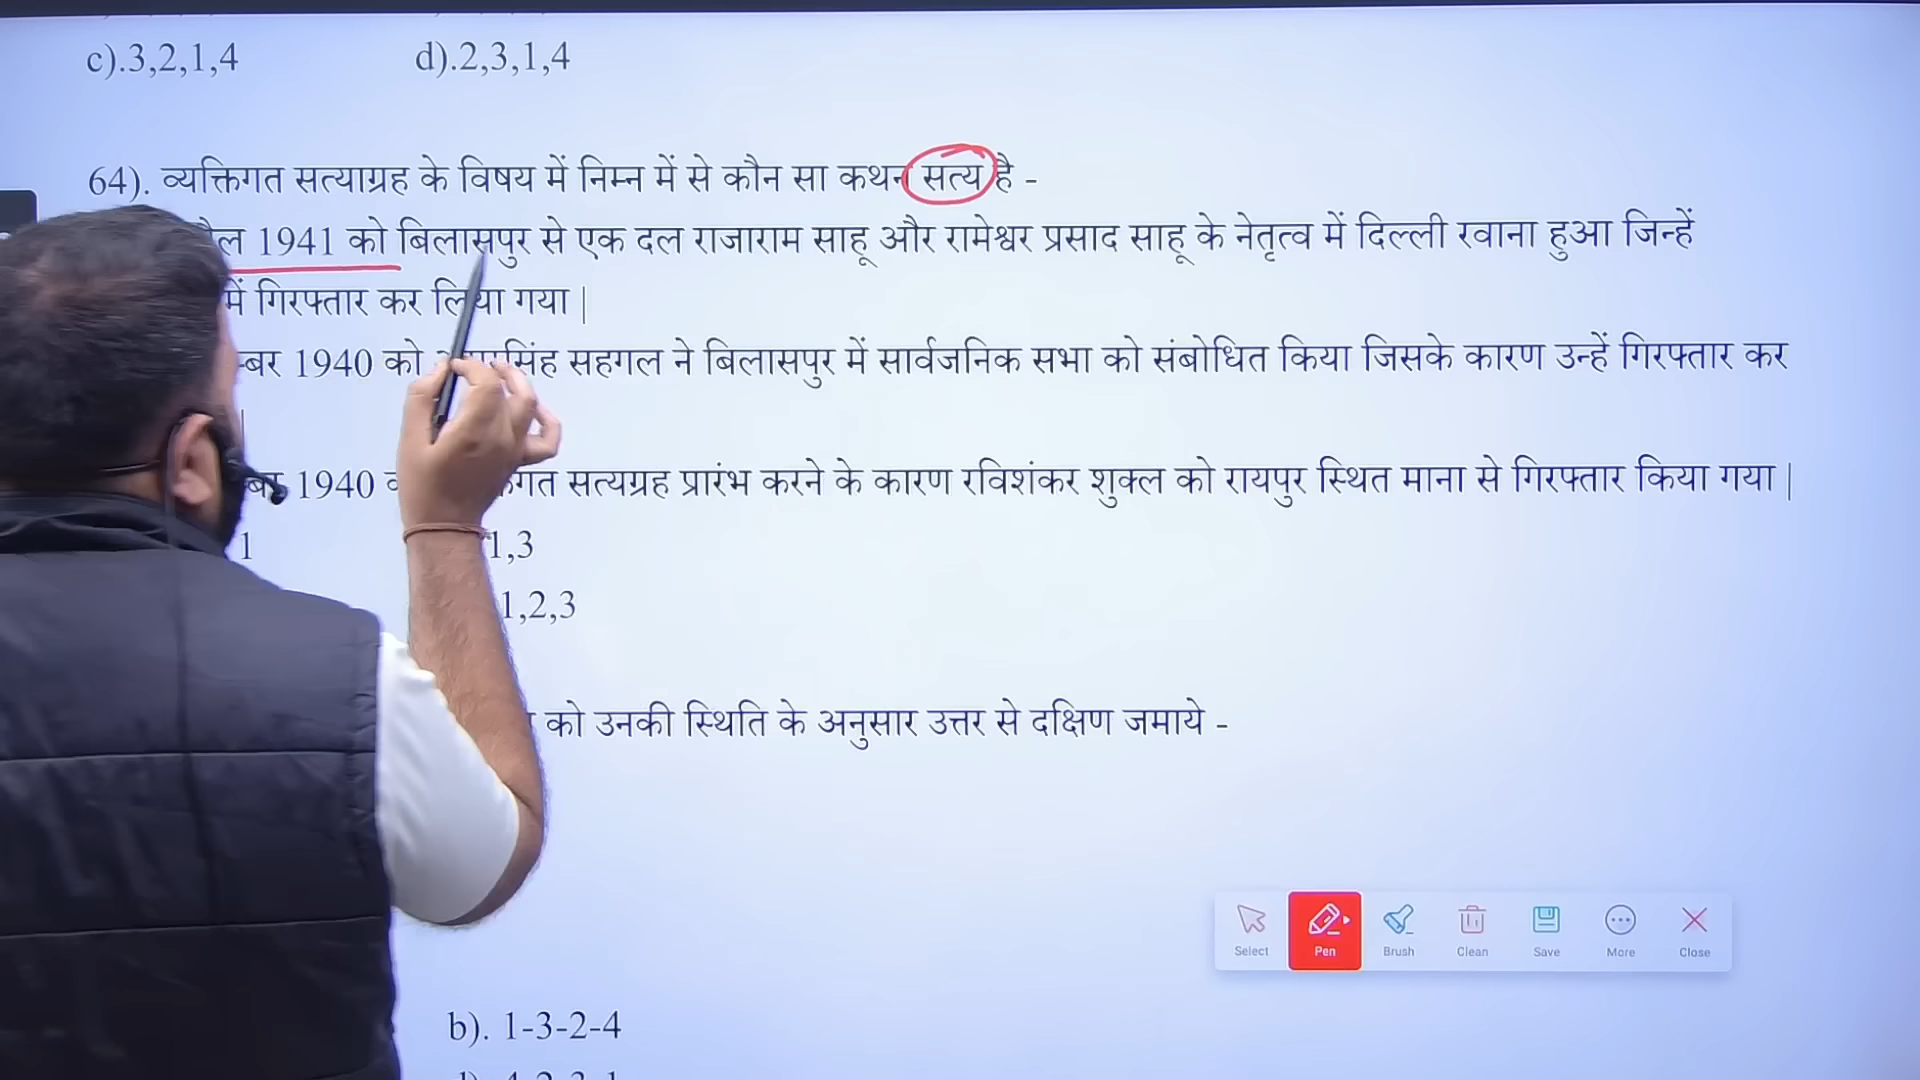 c).3,2,1,4 d).2,3,1,4
64). व्यक्तिगत सत्याग्रह के विषय में निम्न में से कौन सा कथन सत्य है -
1941 को बिलासपुर से एक दल राजाराम साहू और रामेश्वर प्रसाद साहू के नेतृत्व में दिल्ली रवाना हुआ जिन्हें
में गिरफ्तार कर लिया गया |
1940 को सहगल ने बिलासपुर में सार्वजनिक सभा को संबोधित किया जिसके कारण उन्हें गिरफ्तार कर
|
1940 सत्यग्रह प्रारंभ करने के कारण रविशंकर शुक्ल को रायपुर स्थित माना से गिरफ्तार किया गया |
1 1,3
1,2,3
को उनकी स्थिति के अनुसार उत्तर से दक्षिण जमाये -
Select Pen Brush Clean Save More Close
b). 1-3-2-4